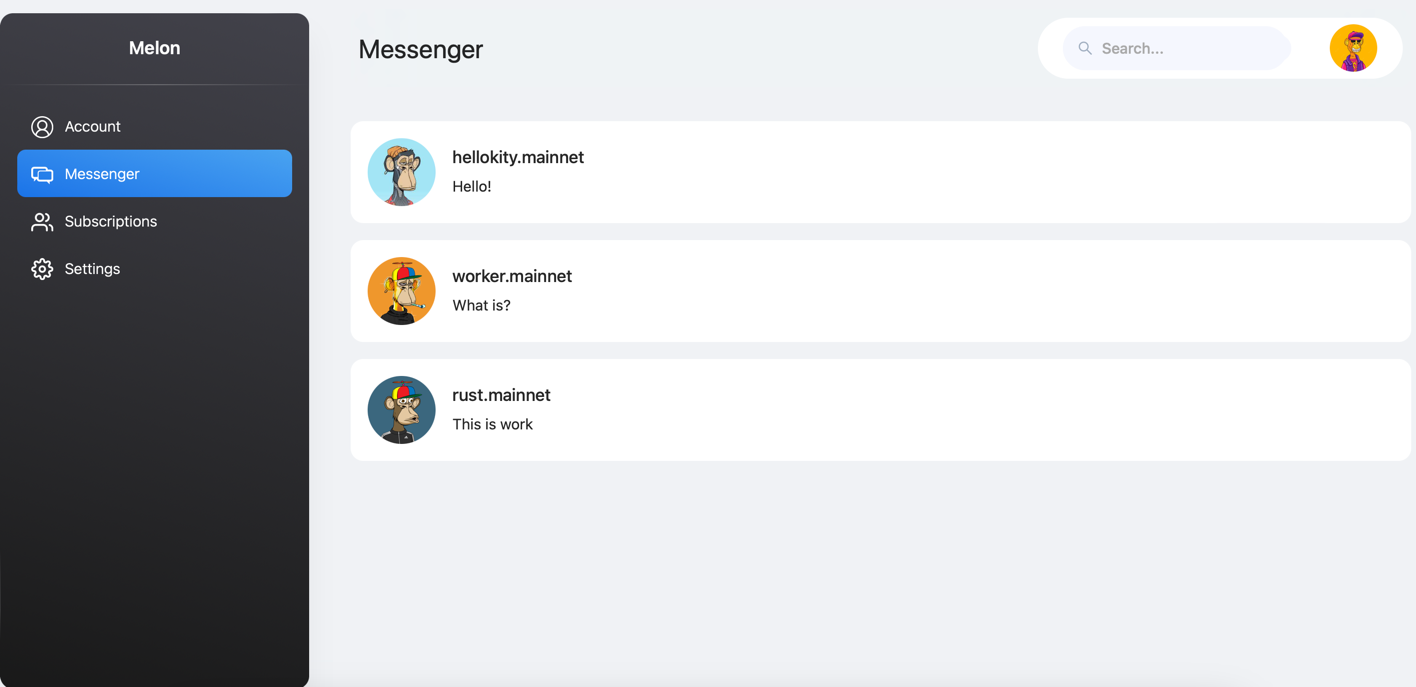 Melon
Account
Messenger
Subscriptions
Settings
Messenger
Search...
hellokity.mainnet
Hello!
worker.mainnet
What is?
rust.mainnet
This is work